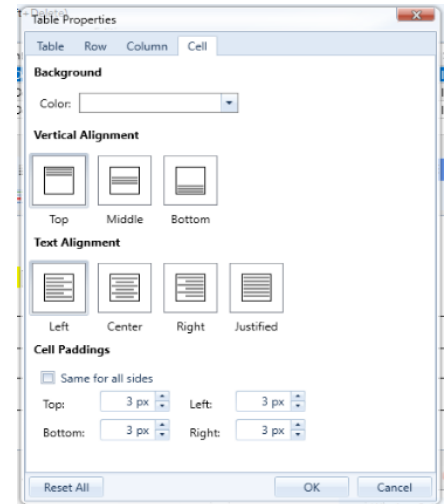 + Delete)
Table Properties
Table Row Column Cell
Background
Color:
Vertical Alignment
Top Middle Bottom
Text Alignment
Left Center Right Justified
Cell Paddings
Same for all sides
Top: 3 px Left: 3 px
Bottom: 3 px Right: 3 px
Reset All OK Cancel